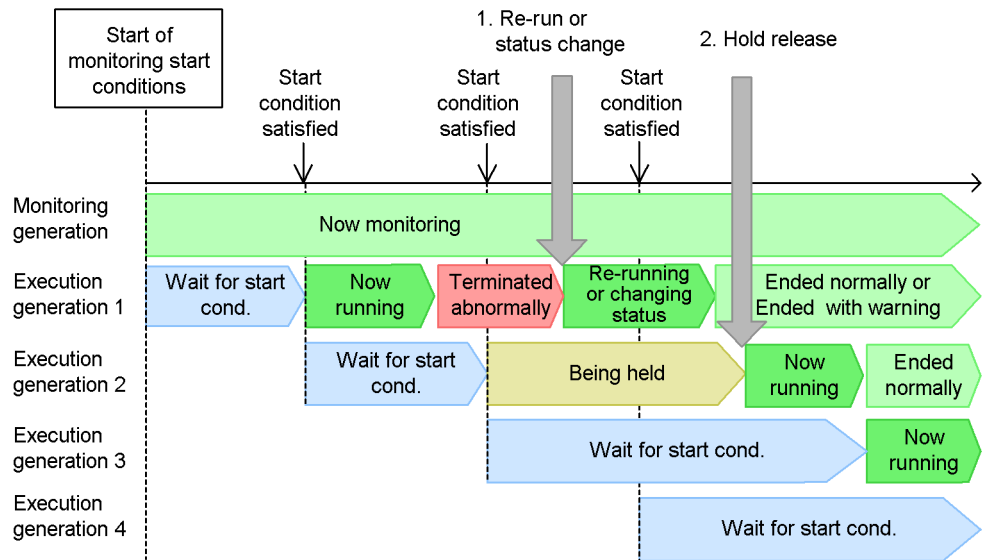 Start of
monitoring start
conditions
1. Re-run or
status change
2. Hold release
Start
condition
satisfied
Start
condition
satisfied
Start
condition
satisfied
Monitoring
generation
Now monitoring
Execution
generation 1
Wait for start
cond.
Now
running
Terminated
abnormally
Re-running
or changing
status
Ended normally or
Ended with warning
Execution
generation 2
Wait for start
cond.
Being held
Now
running
Ended
normally
Execution
generation 3
Wait for start cond.
Now
running
Execution
generation 4
Wait for start cond.